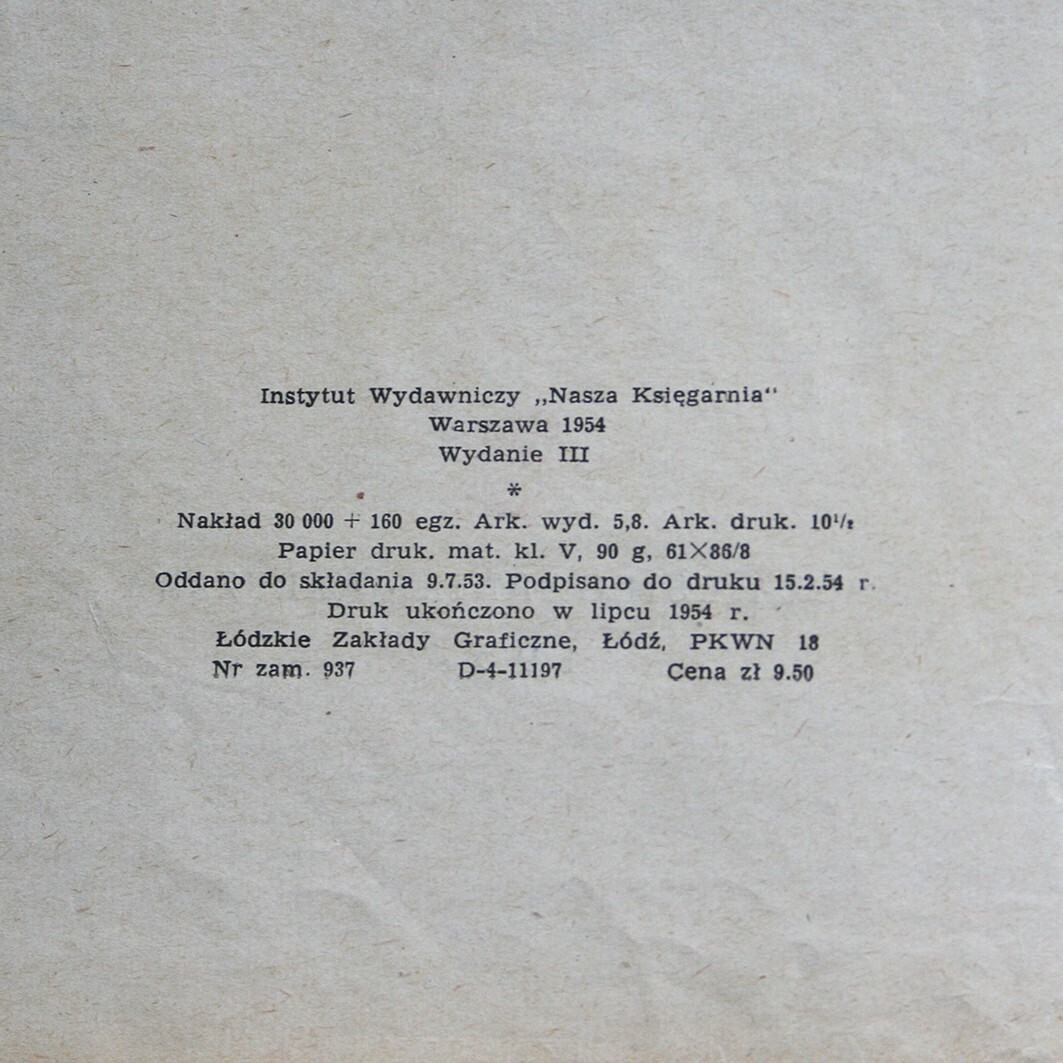 Instytut Wydawniczy „Nasza Księgarnia“
Warszawa 1954
Wydanie III
*
Nakład 30 000 + 160 egz. Ark. wyd. 5,8. Ark. druk. 10¹/₂
Papier druk. mat. kl. V, 90 g, 61×86/8
Oddano do składania 9.7.53. Podpisano do druku 15.2.54 r.
Druk ukończono w lipcu 1954 r.
Łódzkie Zakłady Graficzne, Łódź, PKWN 18
Nr zam. 937 D-4-11197 Cena zł 9.50